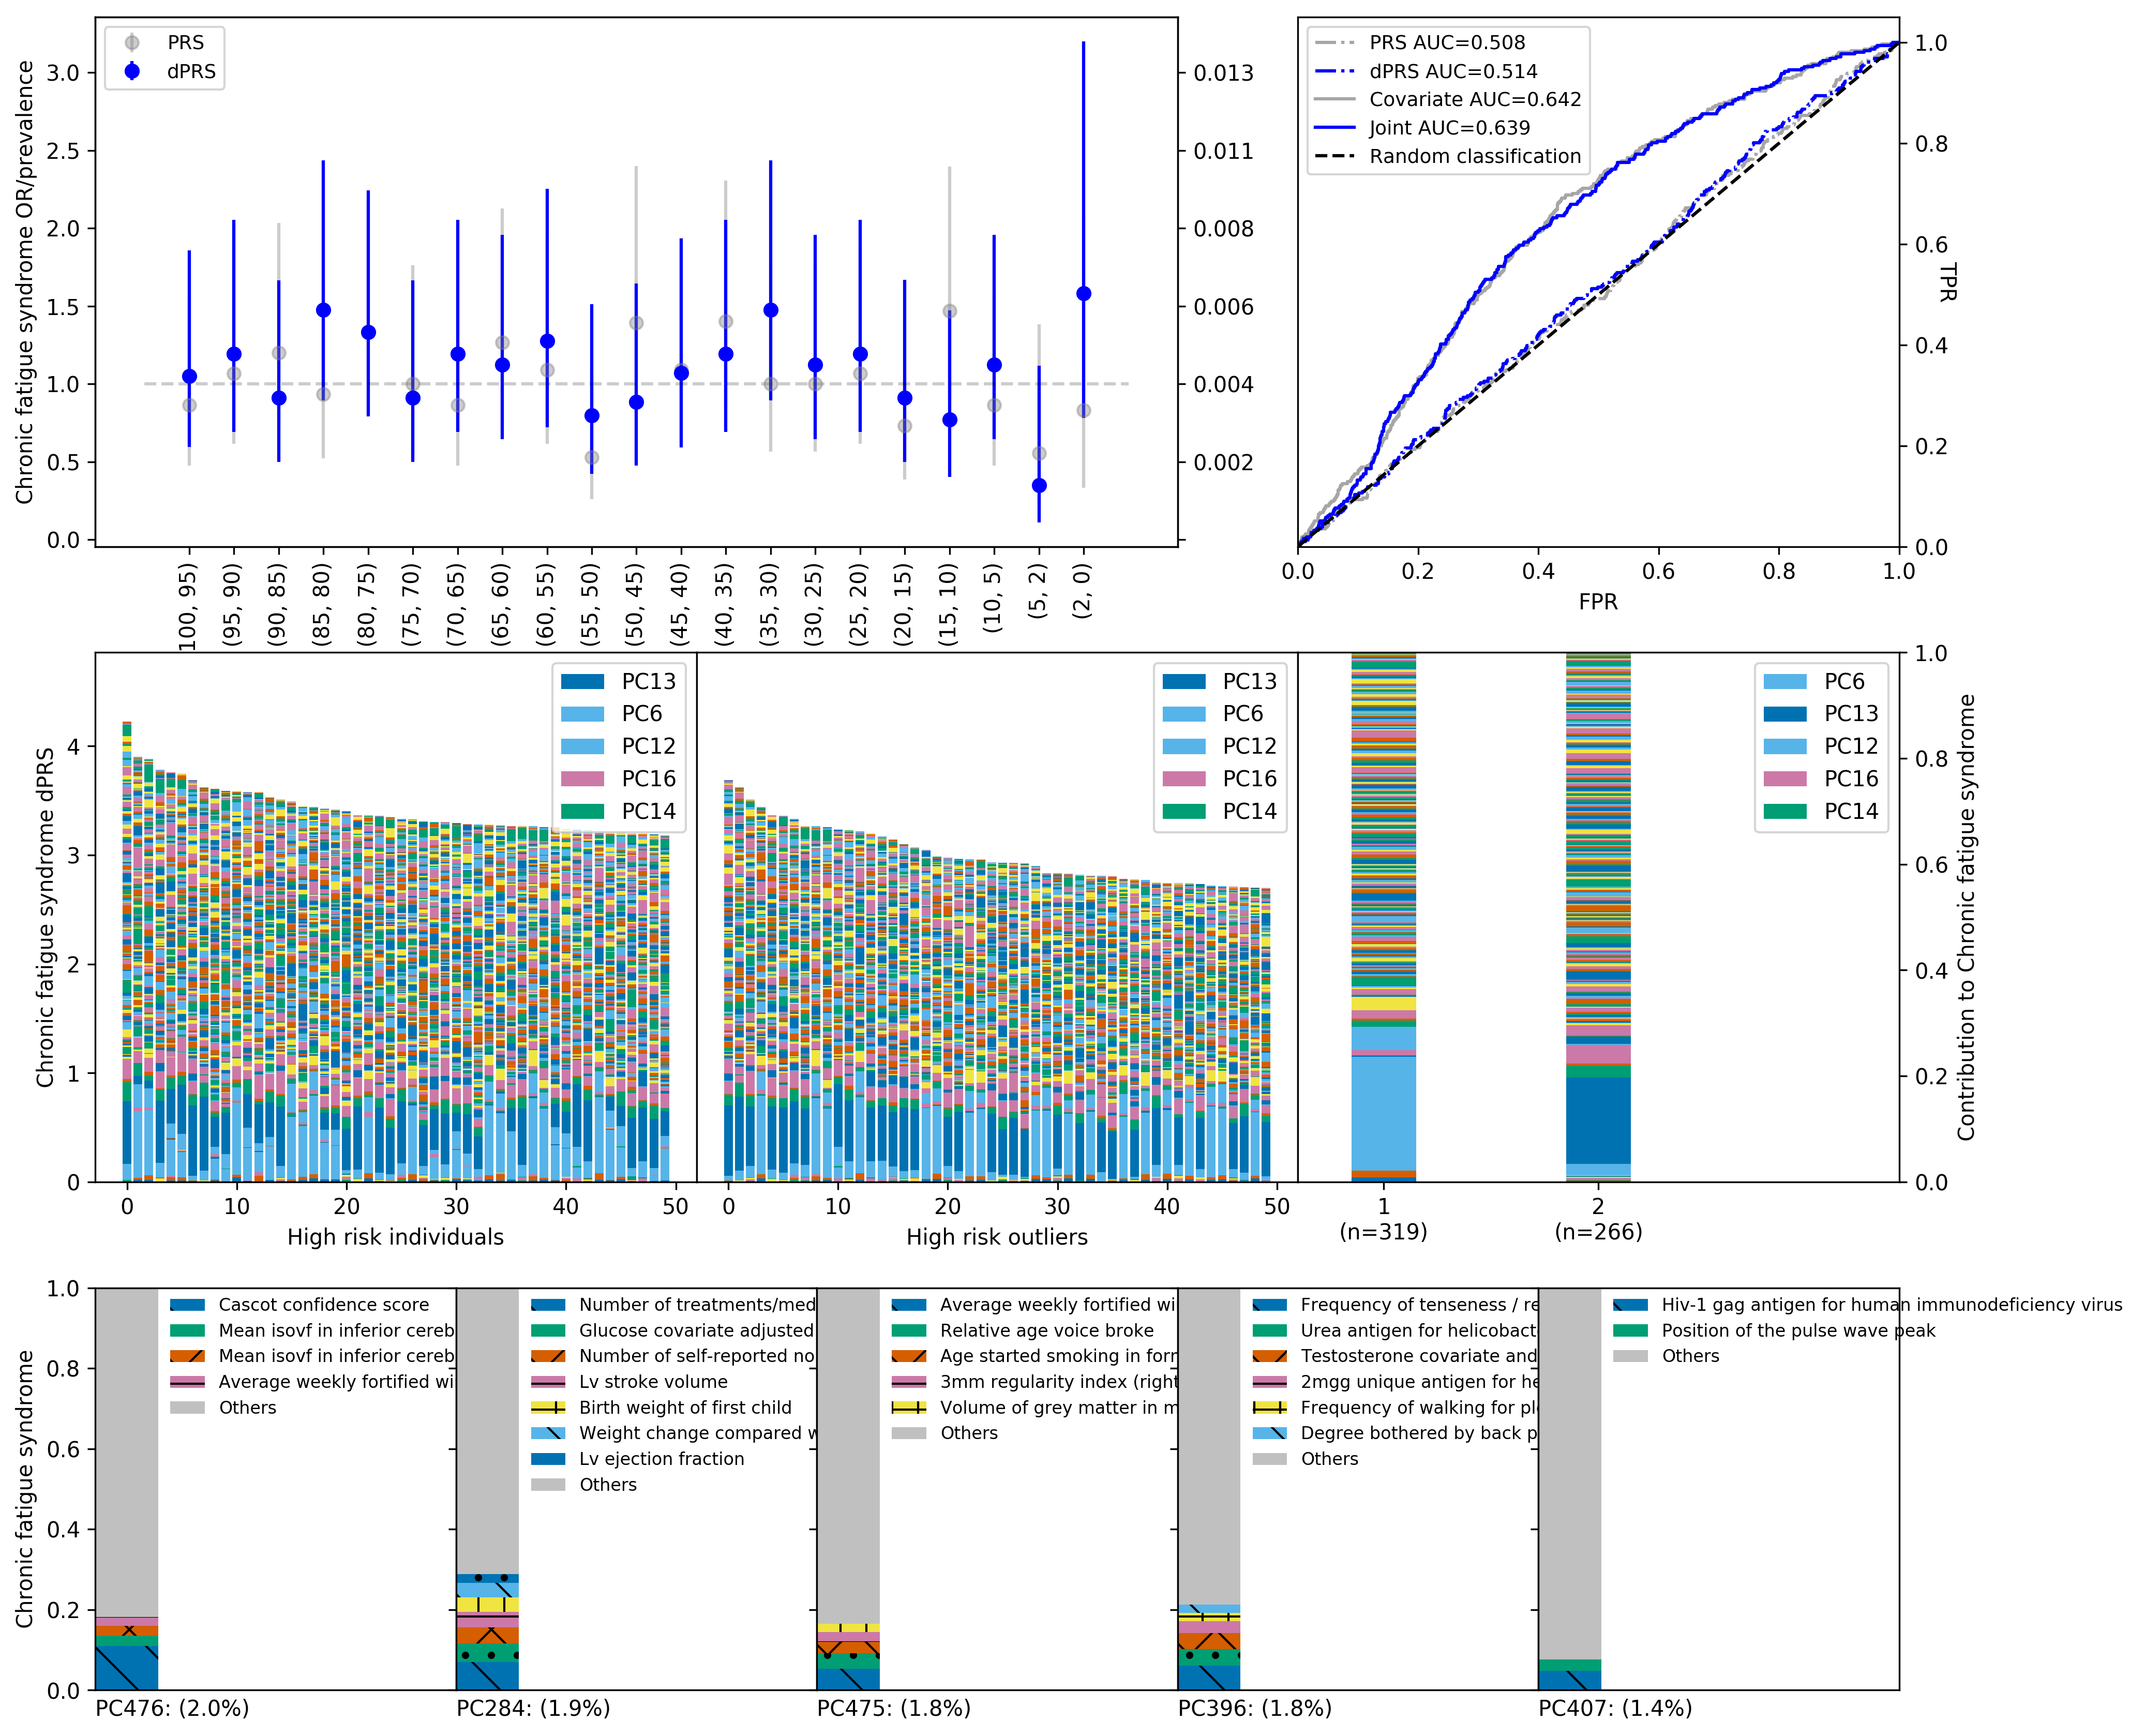 Chronic fatigue syndrome OR/prevalence
PRS
dPRS
3.0
2.5
2.0
1.5
1.0
0.5
0.0
0.013
0.011
0.008
0.006
0.004
0.002
100, 95)
(95, 90)
(90, 85)
(85, 80)
(80, 75)
(75, 70)
(70, 65)
(65, 60)
(60, 55)
(55, 50)
(50, 45)
(45, 40)
(40, 35)
(35, 30)
(30, 25)
(25, 20)
(20, 15)
(15, 10)
(10, 5)
(5, 2)
(2, 0)
PRS AUC=0.508
dPRS AUC=0.514
Covariate AUC=0.642
Joint AUC=0.639
Random classification
1.0
0.8
0.6
0.4
0.2
0.0
TPR
0.0 0.2 0.4 0.6 0.8 1.0
FPR
Chronic fatigue syndrome dPRS
4
3
2
1
0
PC13
PC6
PC12
PC16
PC14
0 10 20 30 40 50
High risk individuals
PC13
PC6
PC12
PC16
PC14
0 10 20 30 40 50
High risk outliers
PC6
PC13
PC12
PC16
PC14
1
(n=319)
2
(n=266)
1.0
0.8
0.6
0.4
0.2
0.0
Contribution to Chronic fatigue syndrome
Chronic fatigue syndrome
1.0
0.8
0.6
0.4
0.2
0.0
Cascot confidence score
Mean isovf in inferior cereb
Mean isovf in inferior cereb
Average weekly fortified wi
Others
PC476: (2.0%)
Number of treatments/med
Glucose covariate adjusted
Number of self-reported no
Lv stroke volume
Birth weight of first child
Weight change compared w
Lv ejection fraction
Others
PC284: (1.9%)
Average weekly fortified wi
Relative age voice broke
Age started smoking in forr
3mm regularity index (right
Volume of grey matter in m
Others
PC475: (1.8%)
Frequency of tenseness / re
Urea antigen for helicobact
Testosterone covariate and
2mgg unique antigen for he
Frequency of walking for ple
Degree bothered by back p
Others
PC396: (1.8%)
Hiv-1 gag antigen for human immunodeficiency virus
Position of the pulse wave peak
Others
PC407: (1.4%)